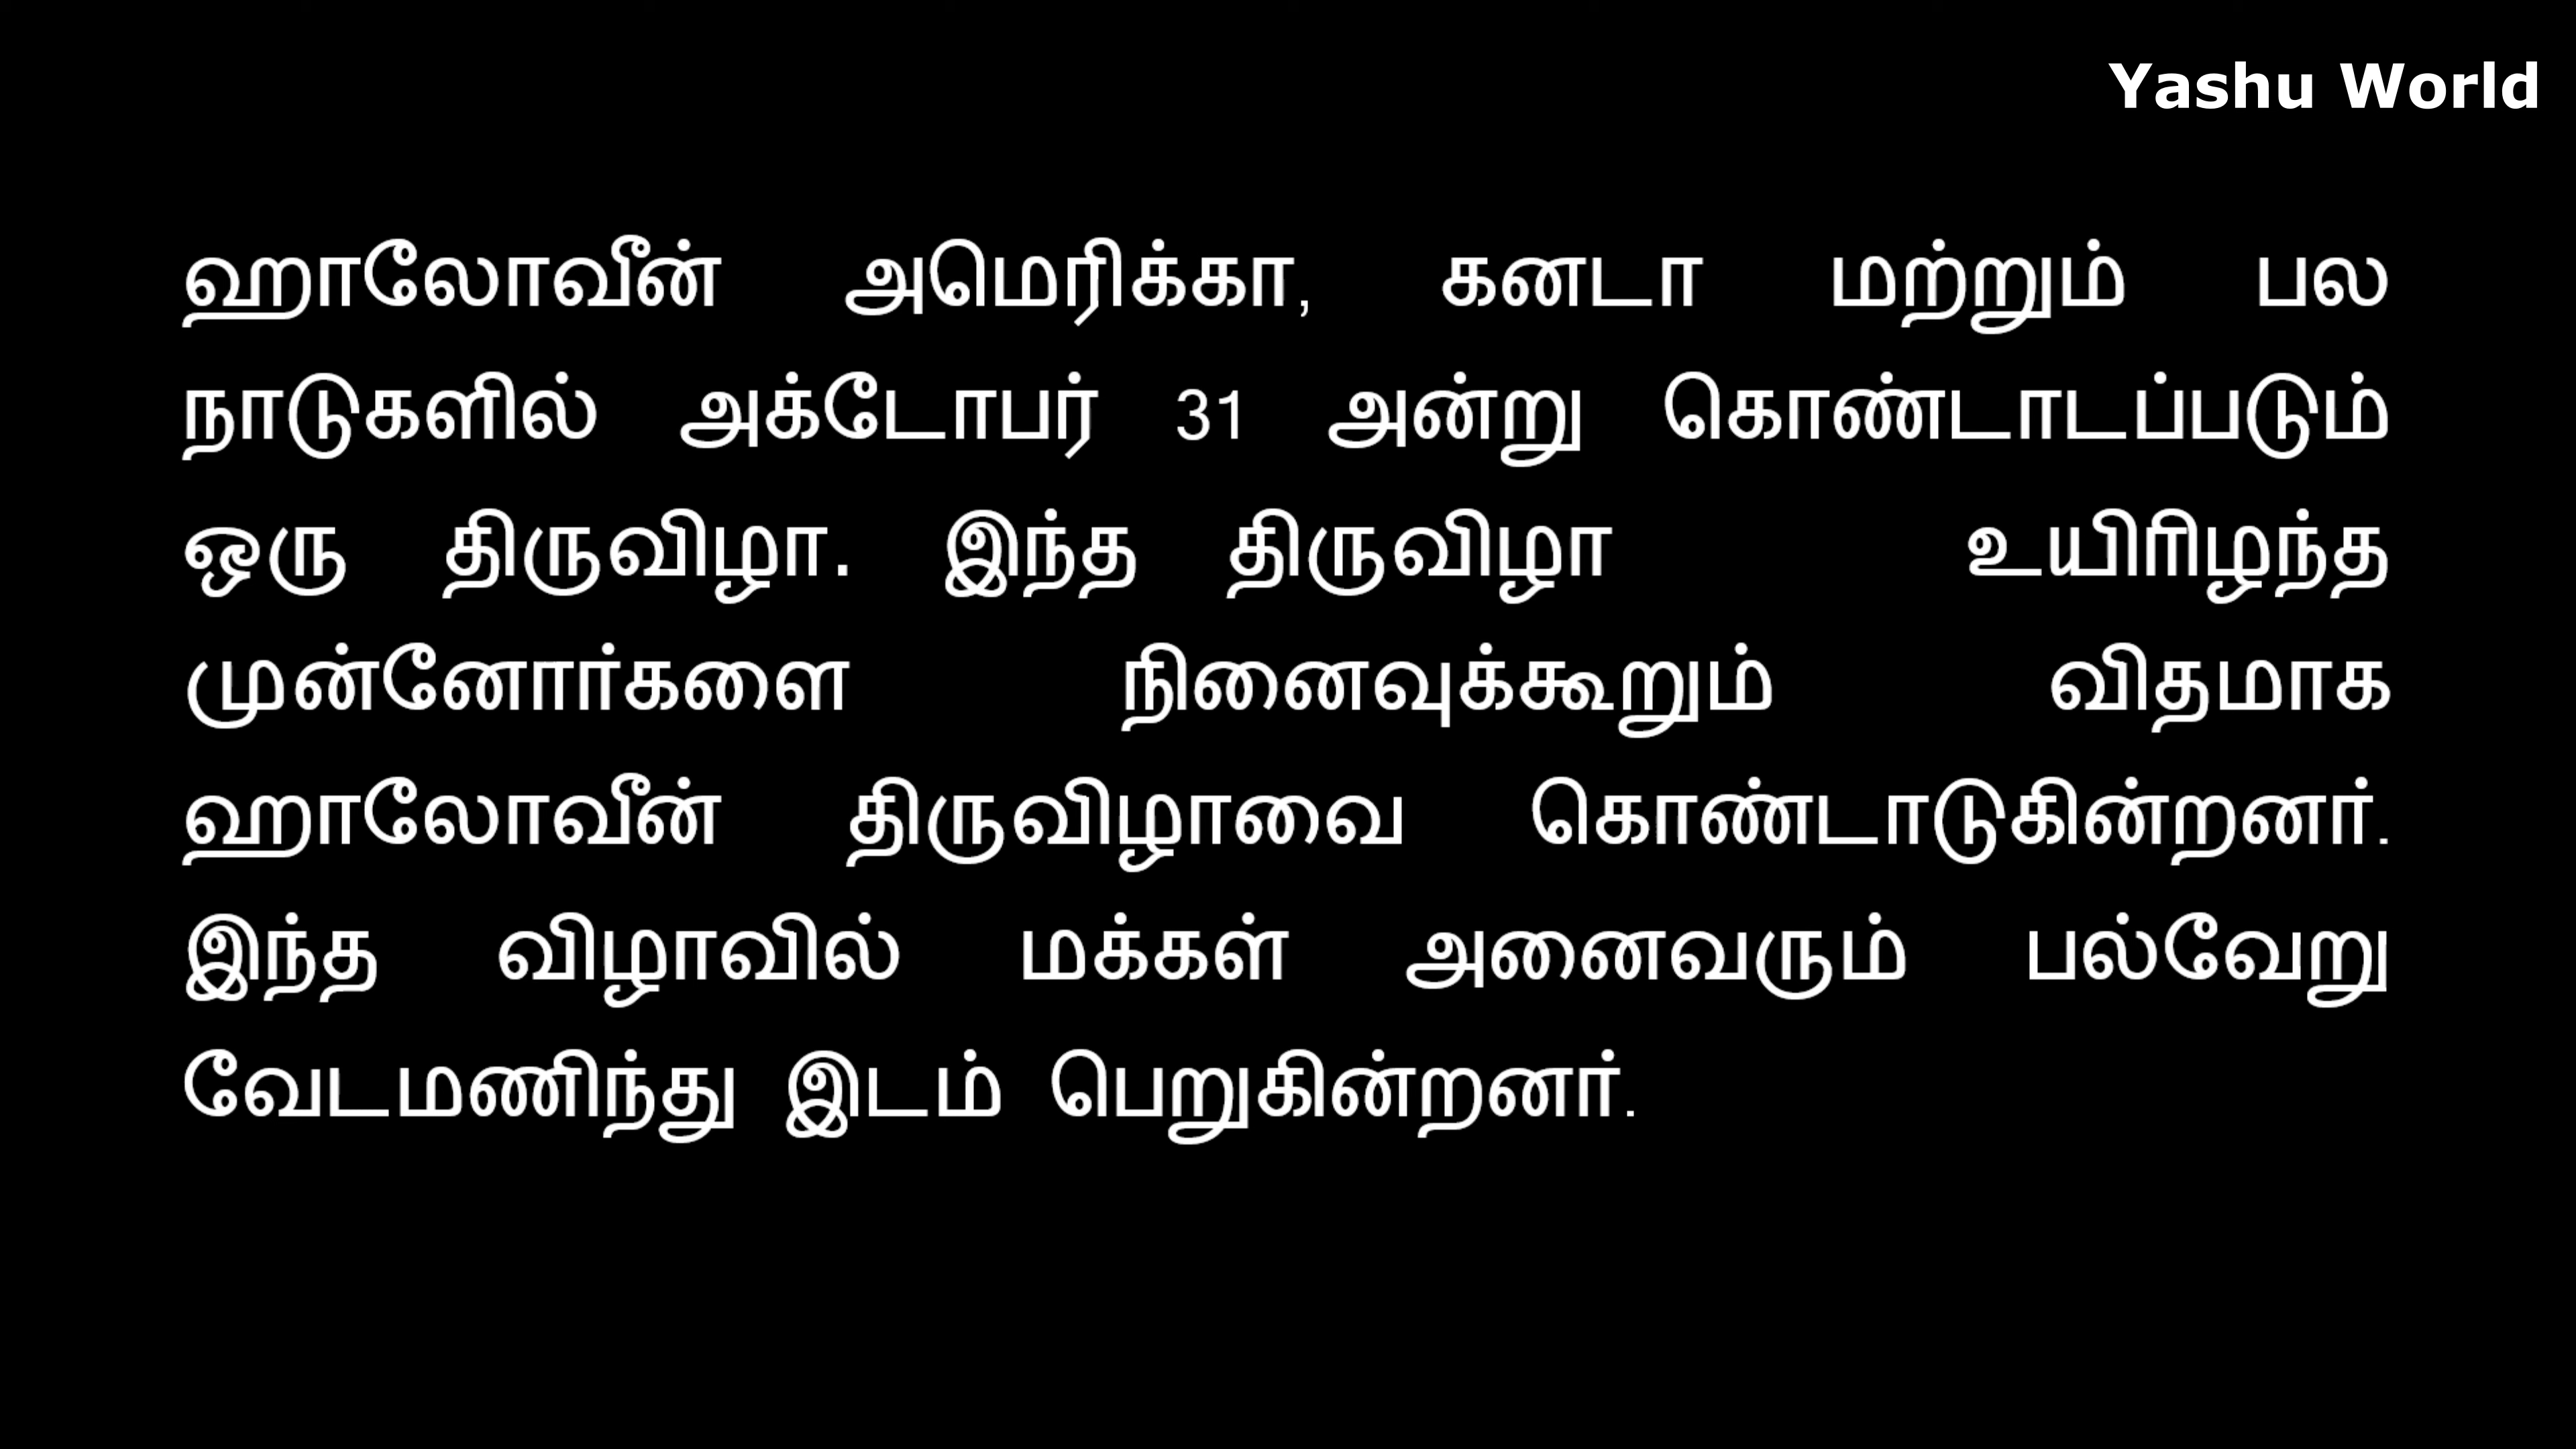 Yashu World
ஹாலோவீன் அமெரிக்கா, கனடா மற்றும் பல
நாடுகளில் அக்டோபர் 31 அன்று கொண்டாடப்படும்
ஒரு திருவிழா. இந்த திருவிழா உயிரிழந்த
முன்னோர்களை நினைவுக்கூறும் விதமாக
ஹாலோவீன் திருவிழாவை கொண்டாடுகின்றனர்.
இந்த விழாவில் மக்கள் அனைவரும் பல்வேறு
வேடமணிந்து இடம் பெறுகின்றனர்.